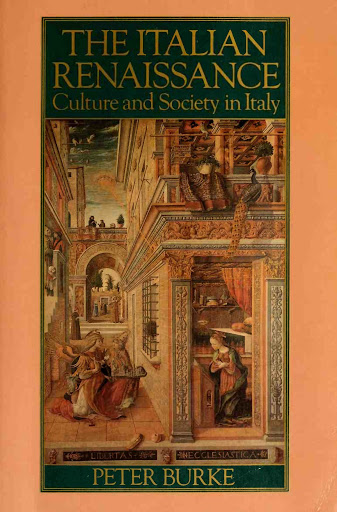 THE ITALIAN
RENAISSANCE
Culture and Society in Italy
LIBERTAS ECCLESIASTICA
PETER BURKE